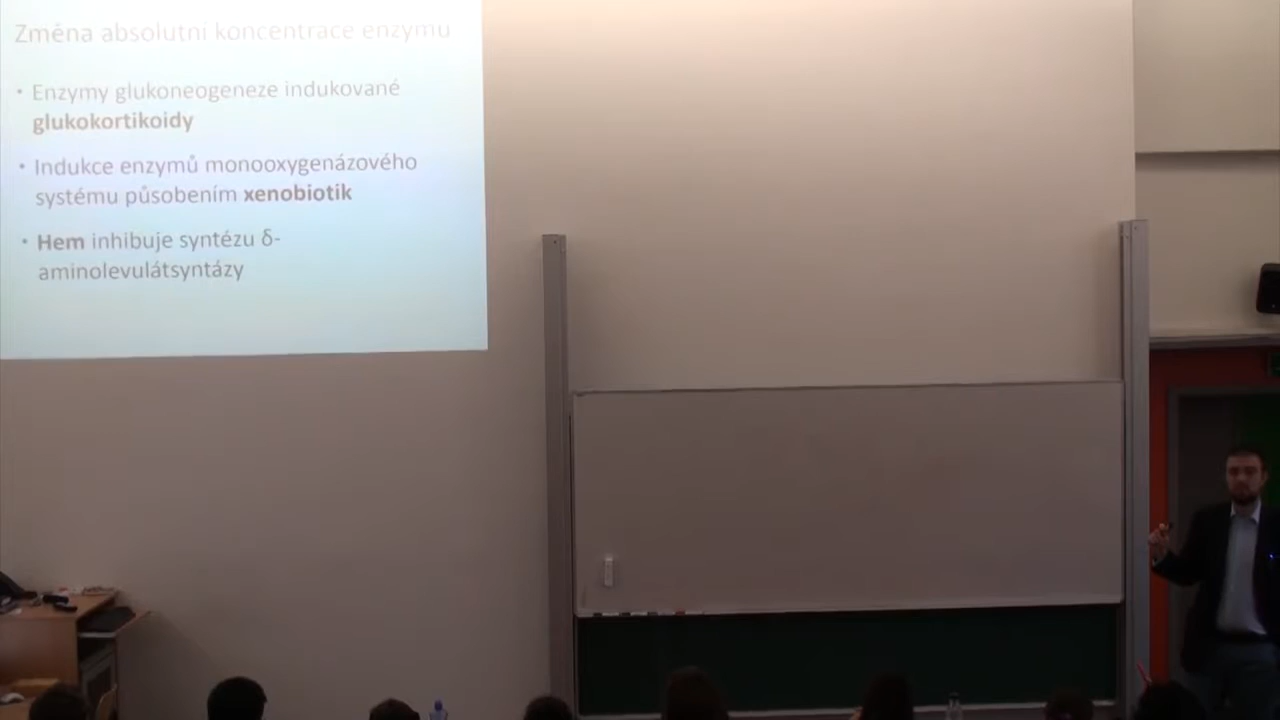 Změna absolutní koncentrace enzymu
• Enzymy glukoneogeneze indukované
glukokortikoidy
• Indukce enzymů monooxygenázového
systému působením xenobiotik
• Hem inhibuje syntézu δ-
aminolevulátsyntázy